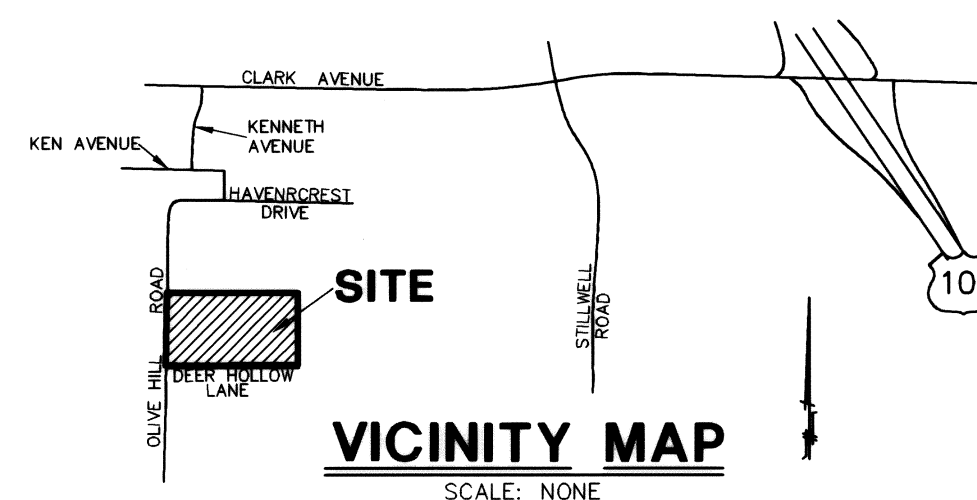 CLARK AVENUE
KENNETH
AVENUE
KEN AVENUE
HAVENRCREST
DRIVE
OLIVE HILL ROAD
SITE
STILLWELL
ROAD
10
DEER HOLLOW
LANE
VICINITY MAP
SCALE: NONE